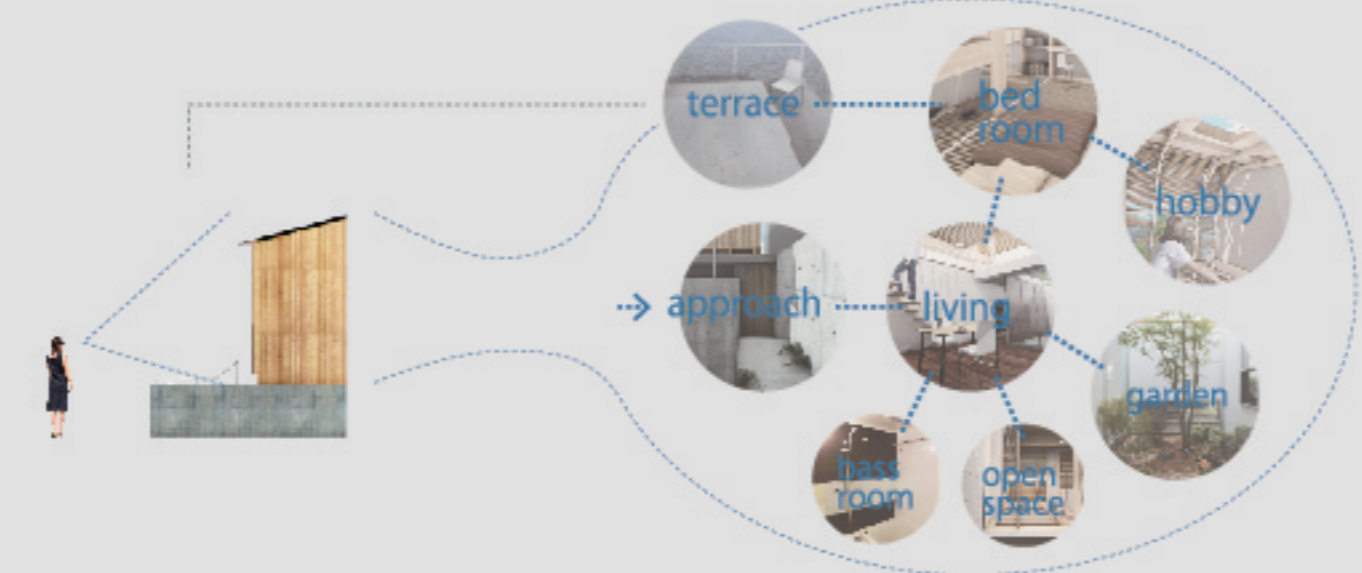 terrace
bed
room
hobby
approach
living
garden
bass
room
open
space